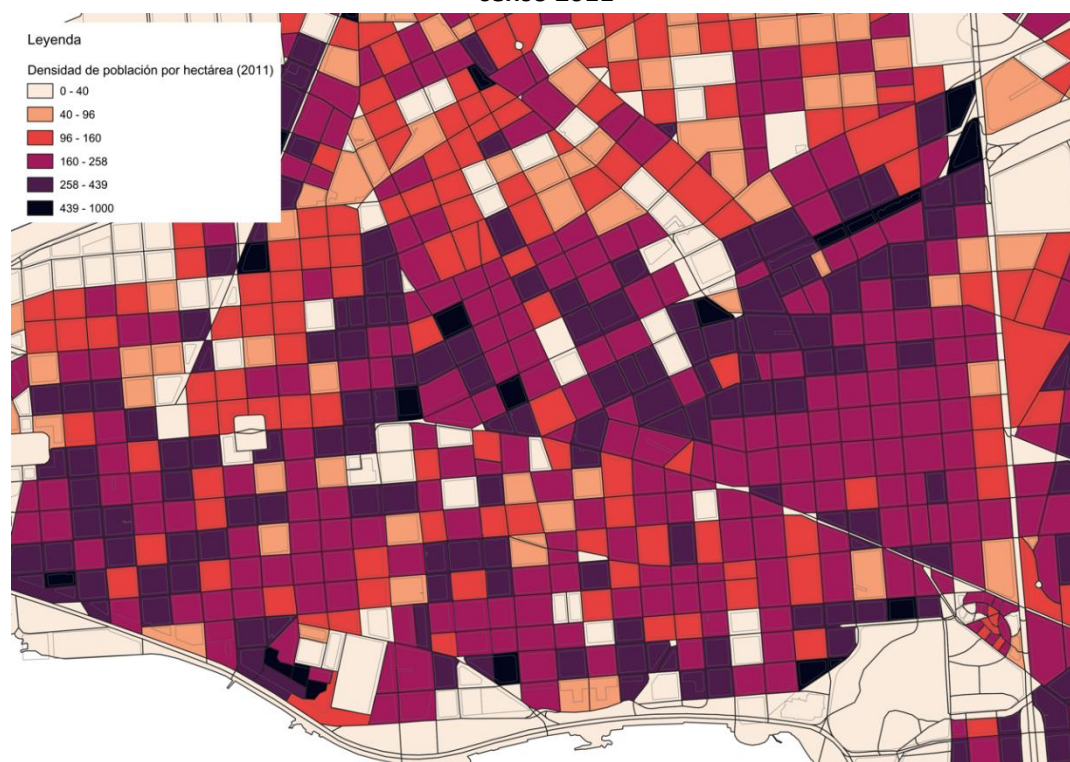 Leyenda
Densidad de población por hectárea (2011)
0 - 40
40 - 96
96 - 160
160 - 258
258 - 439
439 - 1000